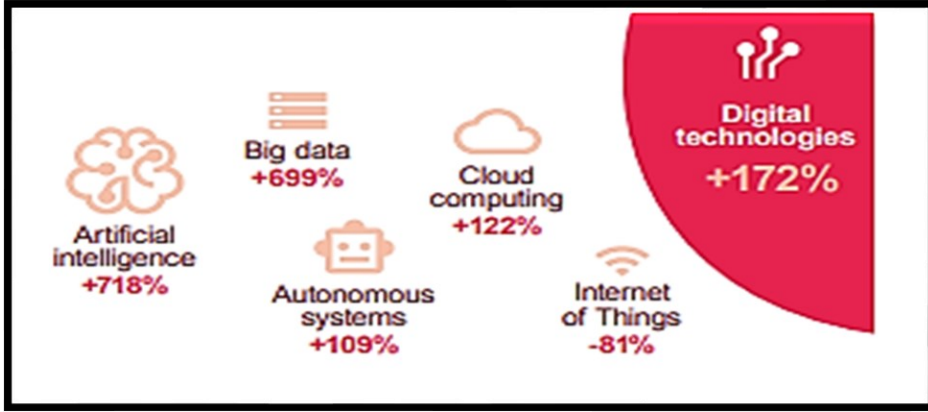 Artificial
intelligence
+718%
Big data
+699%
Autonomous
systems
+109%
Cloud
computing
+122%
Internet
of Things
-81%
Digital
technologies
+172%